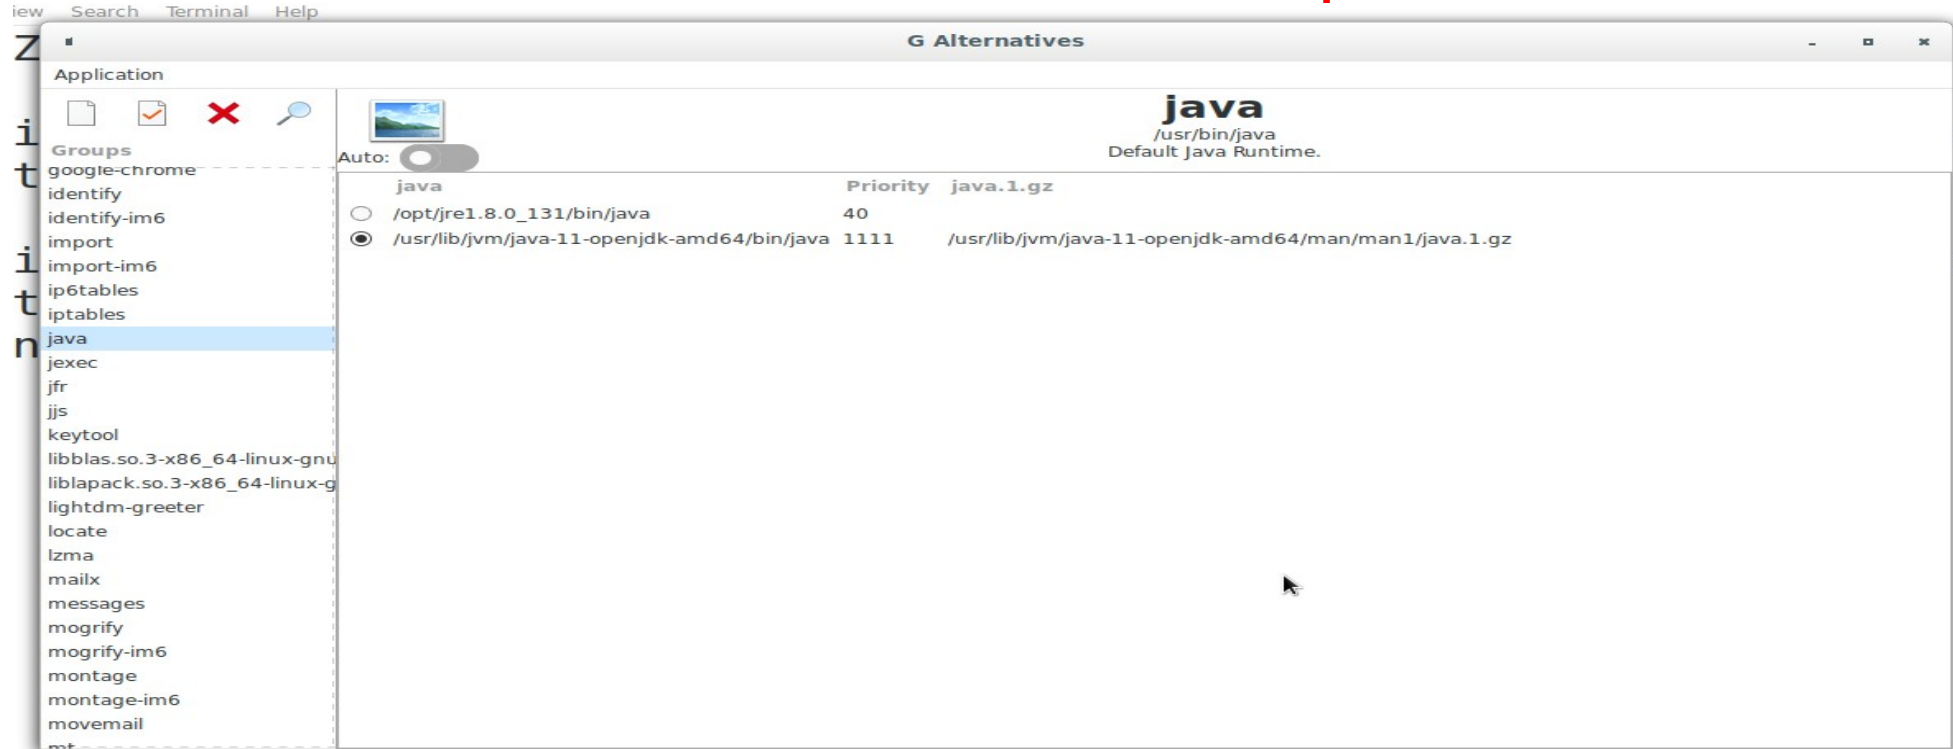 iew Search Terminal Help
Z
i
t
i
t
n
G Alternatives
Application
Groups
google-chrome
identify
identify-im6
import
import-im6
ip6tables
iptables
java
jexec
jfr
jjs
keytool
libblas.so.3-x86_64-linux-gnu
liblapack.so.3-x86_64-linux-g
lightdm-greeter
locate
lzma
mailx
messages
mogrify
mogrify-im6
montage
montage-im6
movemail
mt
java
/usr/bin/java
Default Java Runtime.
Auto:
java Priority java.1.gz
/opt/jre1.8.0_131/bin/java 40
/usr/lib/jvm/java-11-openjdk-amd64/bin/java 1111 /usr/lib/jvm/java-11-openjdk-amd64/man/man1/java.1.gz